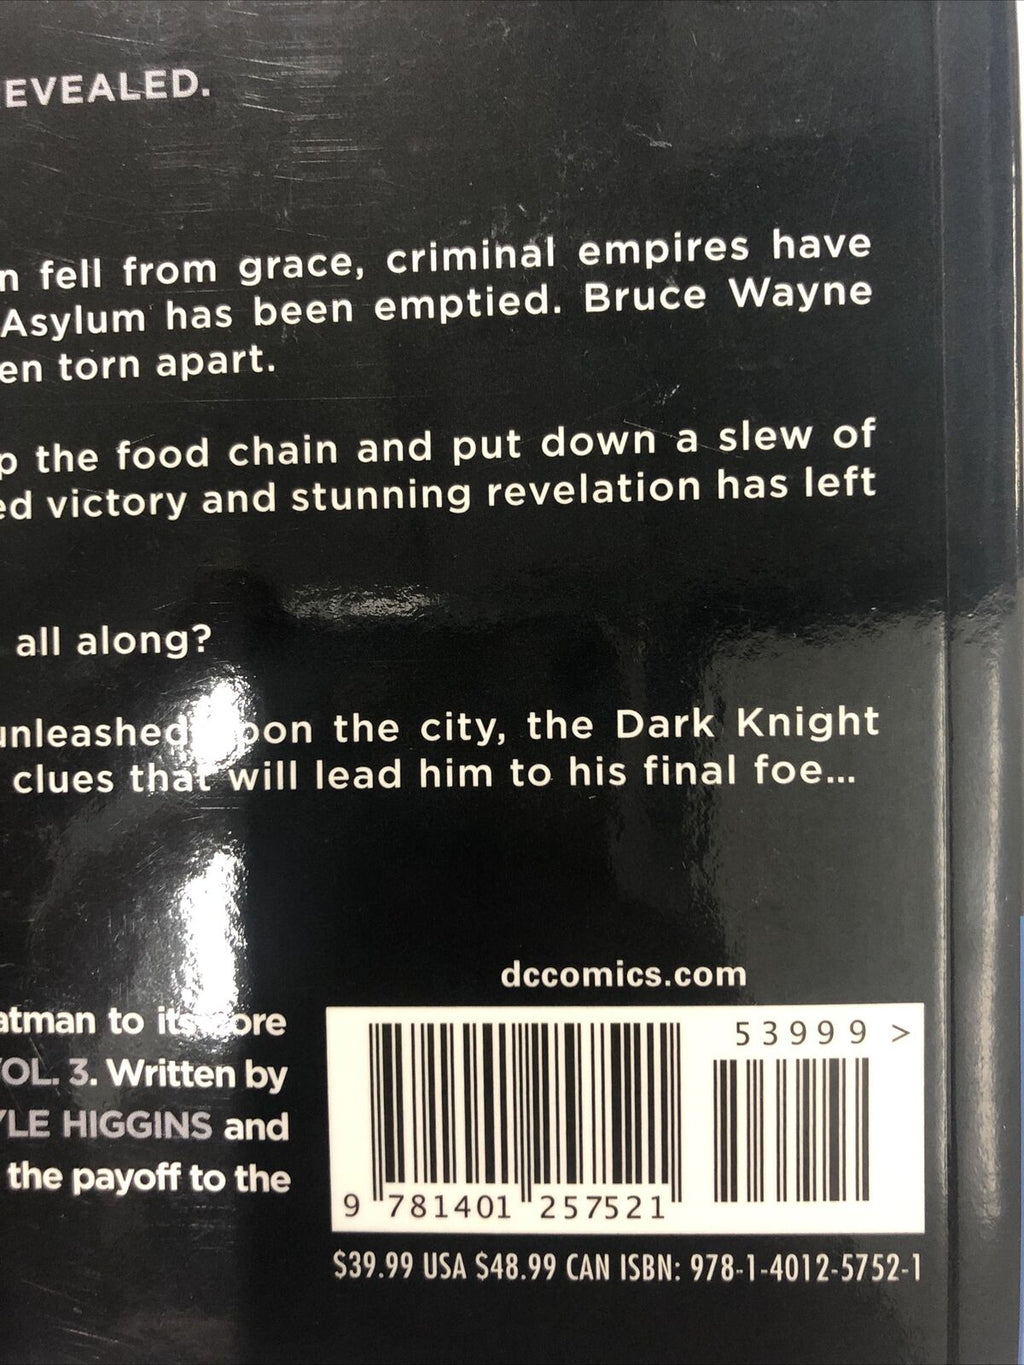 EVEALED.
n fell from grace, criminal empires have
Asylum has been emptied. Bruce Wayne
en torn apart.
p the food chain and put down a slew of
ed victory and stunning revelation has left
all along?
unleashed upon the city, the Dark Knight
clues that will lead him to his final foe...
dccomics.com
atman to its core
OL. 3. Written by
YLE HIGGINS and
the payoff to the
53999 >
9 781401 257521
$39.99 USA $48.99 CAN ISBN: 978-1-4012-5752-1